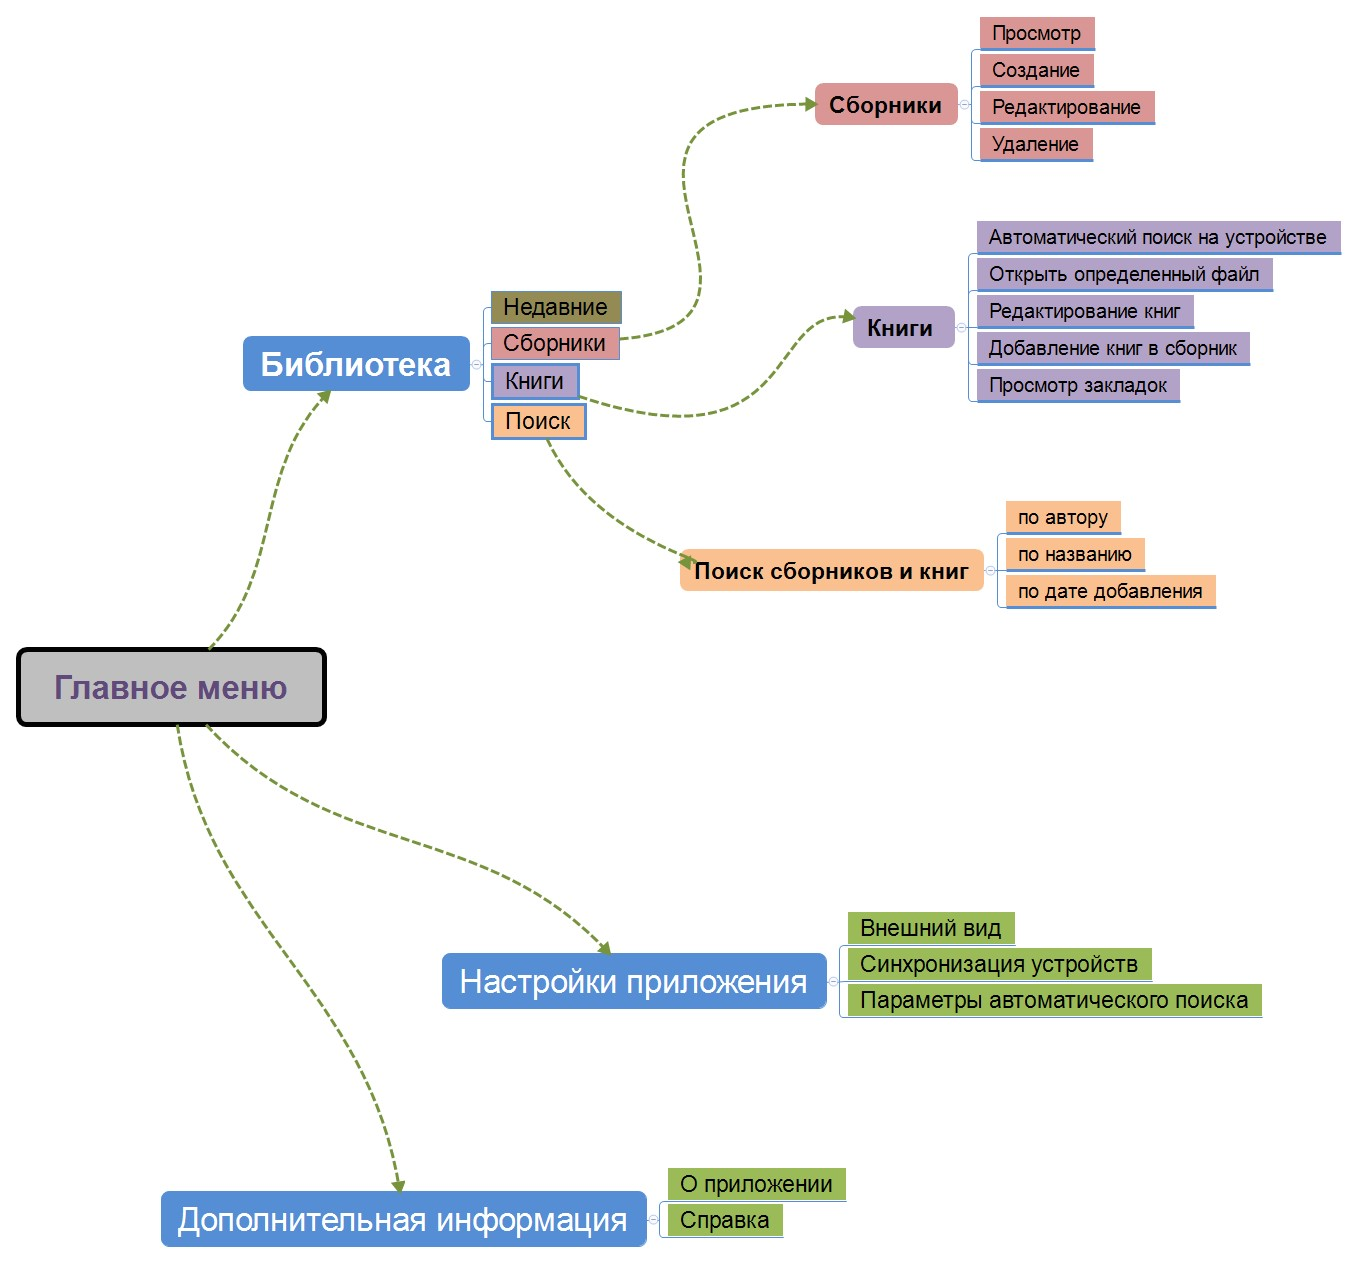 Просмотр
Создание
Сборники
Редактирование
Удаление
Автоматический поиск на устройстве
Открыть определенный файл
Редактирование книг
Книги
Добавление книг в сборник
Просмотр закладок
Недавние
Сборники
Библиотека
Книги
Поиск
по автору
по названию
Поиск сборников и книг
по дате добавления
Главное меню
Внешний вид
Синхронизация устройств
Настройки приложения
Параметры автоматического поиска
О приложении
Дополнительная информация
Справка